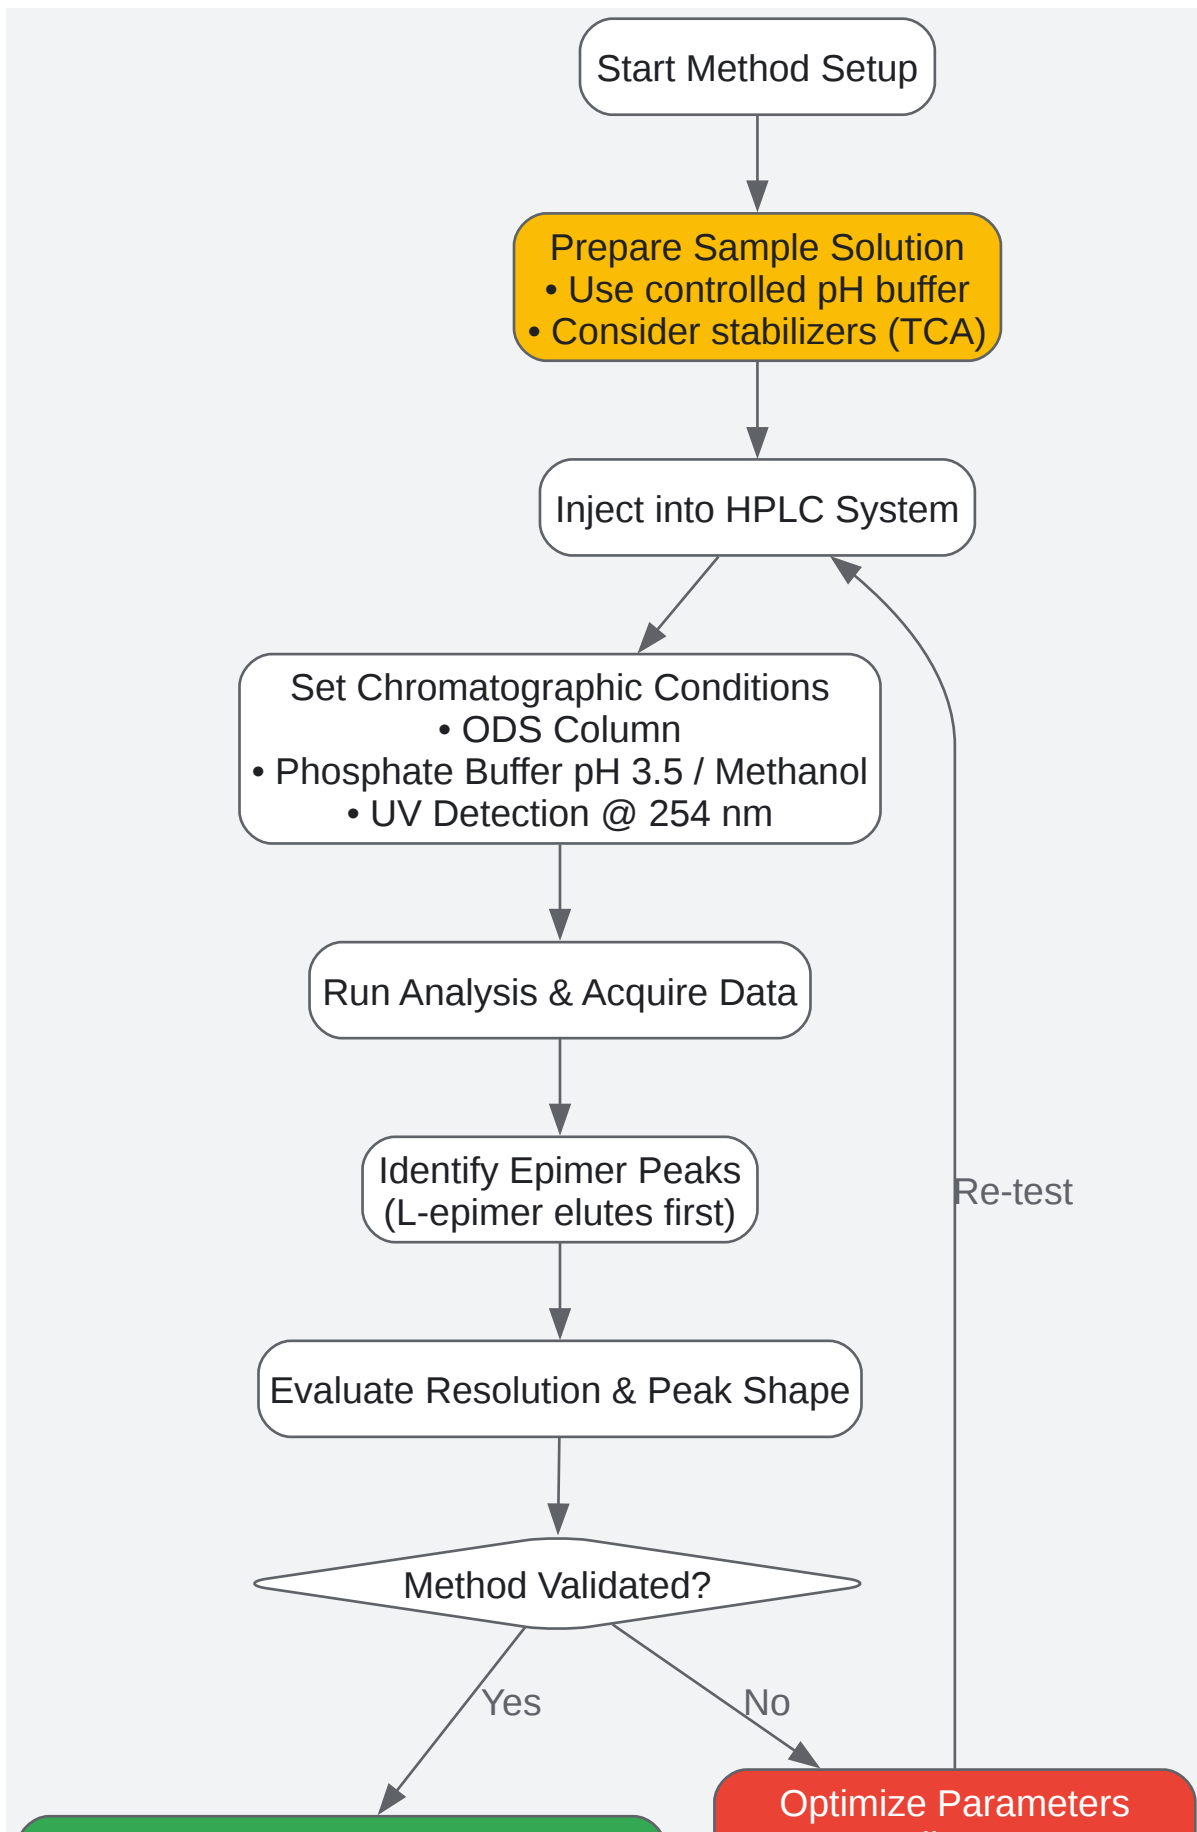 Start Method Setup
Prepare Sample Solution
• Use controlled pH buffer
• Consider stabilizers (TCA)
Inject into HPLC System
Set Chromatographic Conditions
• ODS Column
• Phosphate Buffer pH 3.5 / Methanol
• UV Detection @ 254 nm
Run Analysis & Acquire Data
Identify Epimer Peaks
(L-epimer elutes first)
Re-test
Evaluate Resolution & Peak Shape
Method Validated?
Yes
No
Optimize Parameters